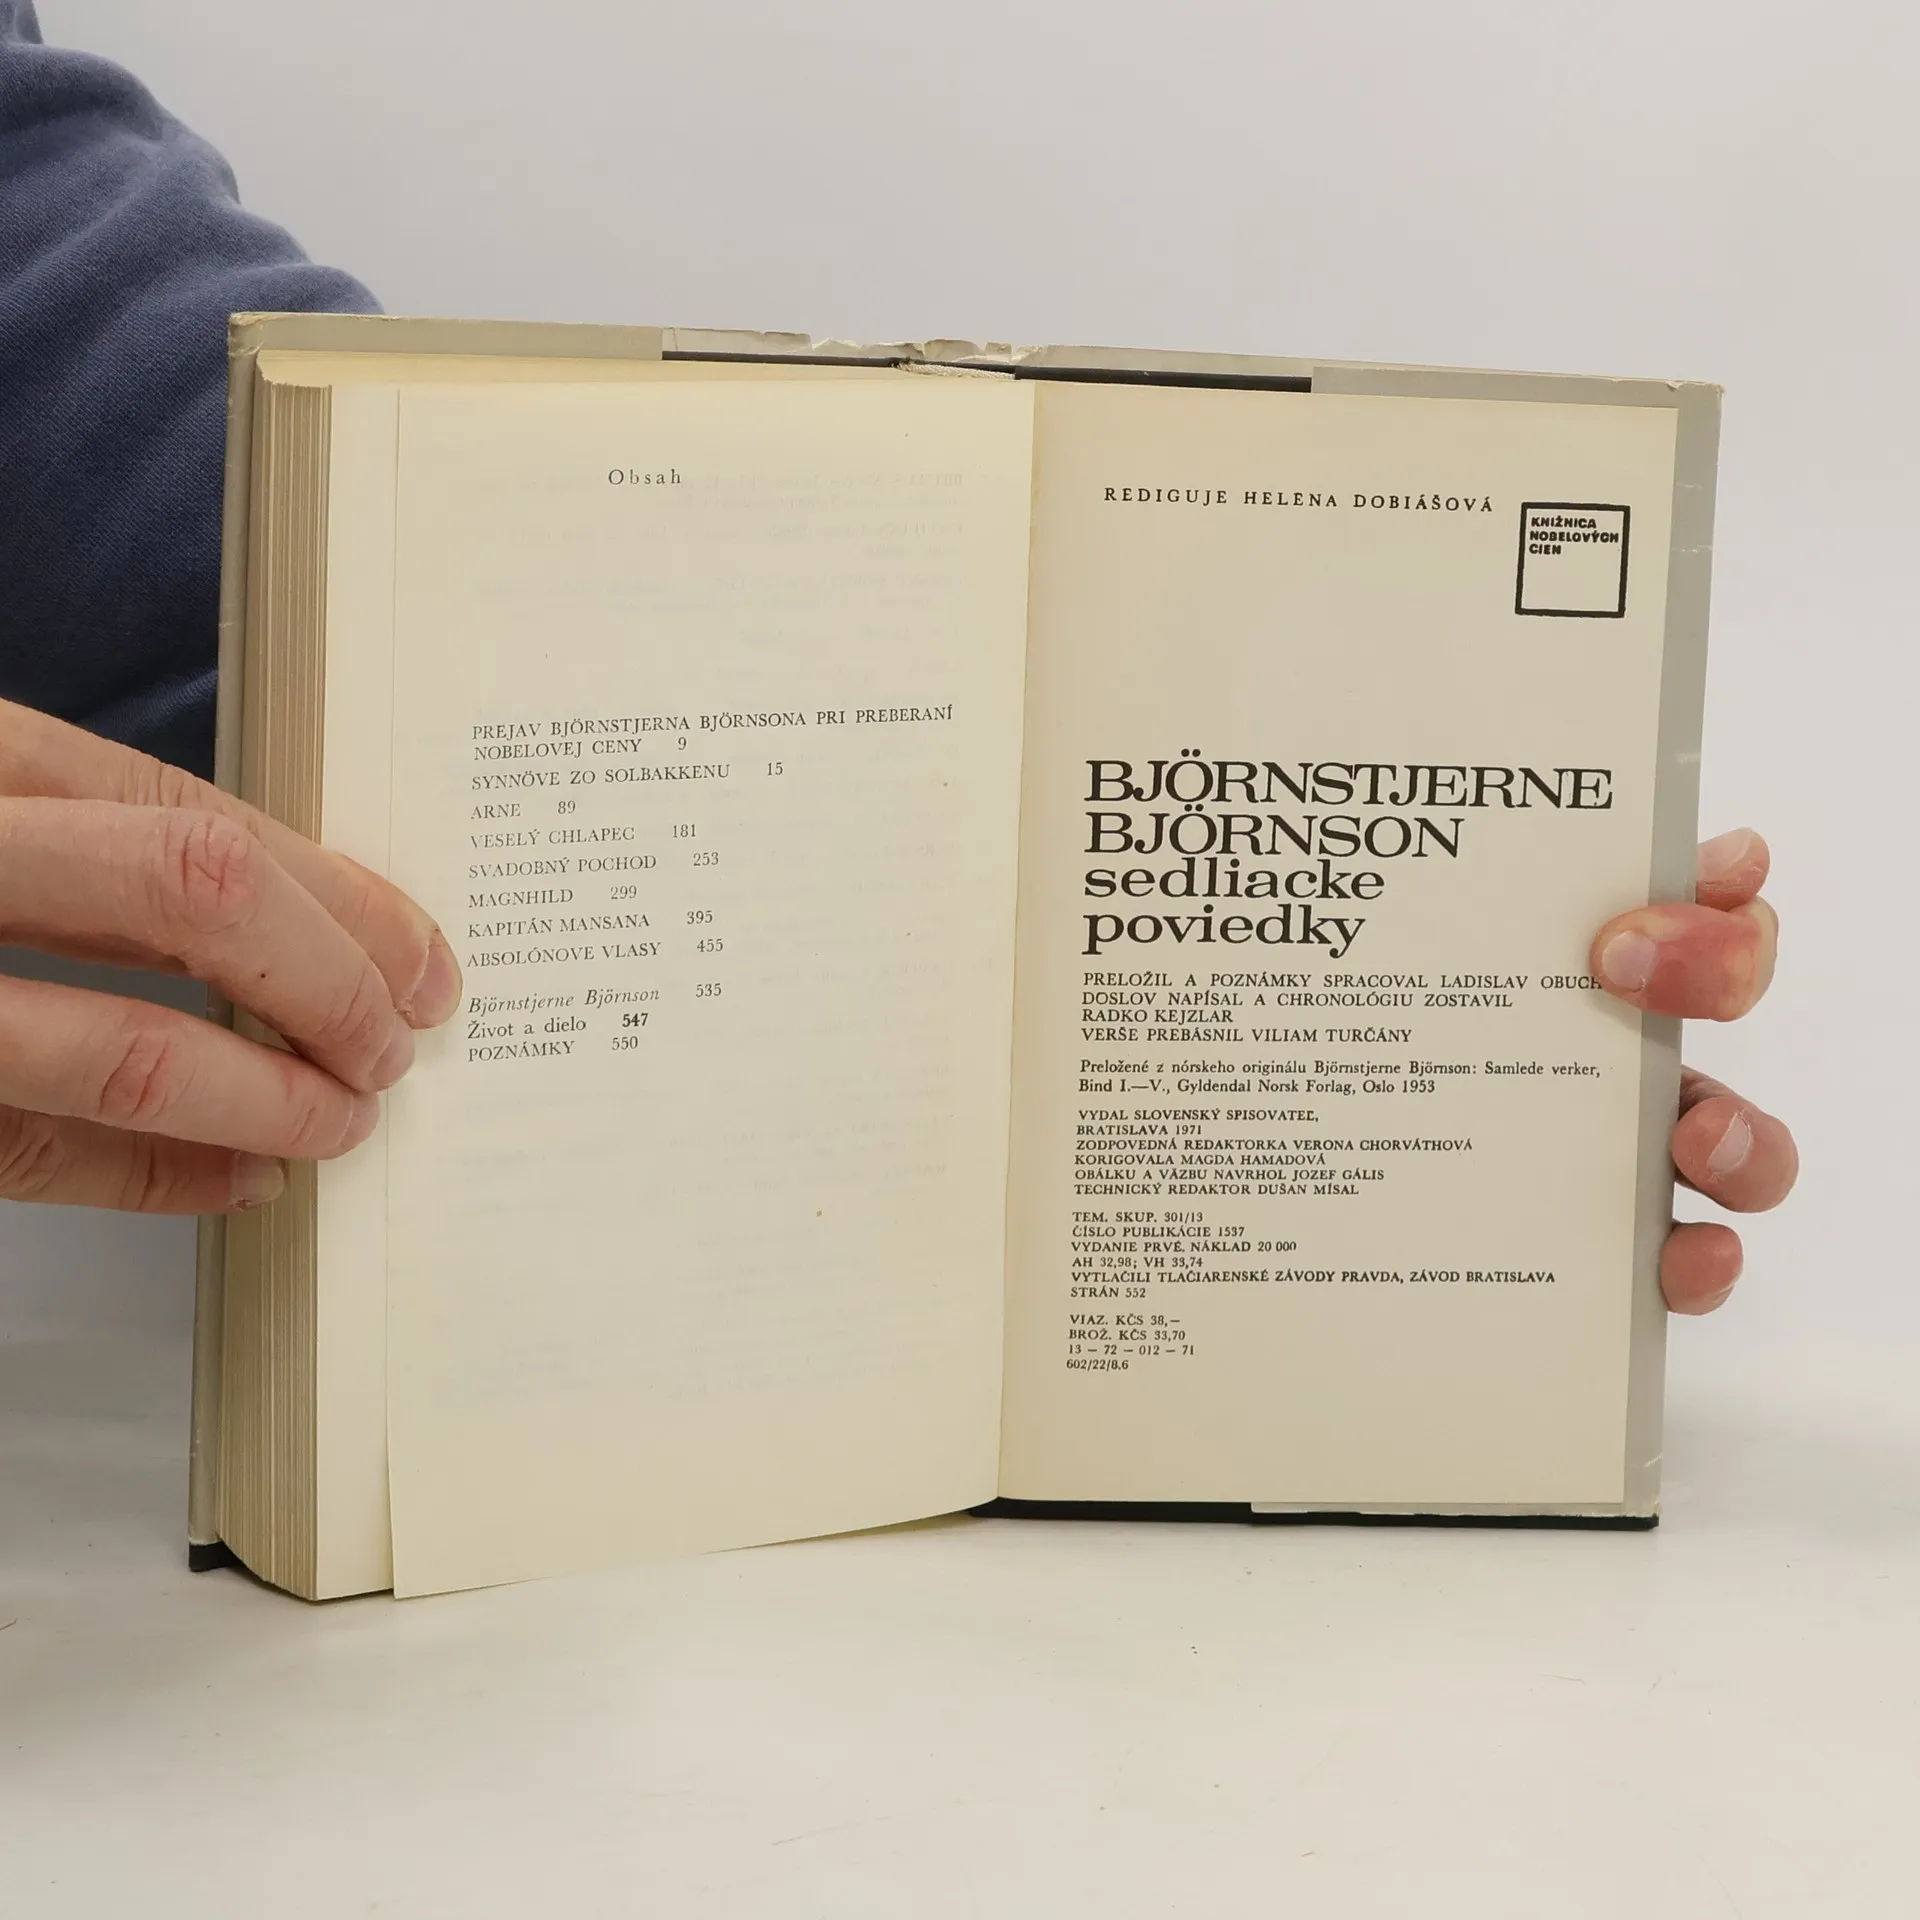 Obsah
PREJAV BJÖRNSTJERNA BJÖRNSONA PRI PREBERANÍ
NOBELOVEJ CENY 9
SYNNÖVE ZO SOLBAKKENU 15
ARNE 89
VESELÝ CHLAPEC 181
SVADOBNÝ POCHOD 253
MAGNHILD 299
KAPITÁN MANSANA 395
ABSOLÓNOVE VLASY 455
Björnstjerne Björnson 535
Život a dielo 547
POZNÁMKY 550
REDIGUJE HELENA DOBIÁŠOVÁ
KNIŽNICA
NOBELOVÝCH
CIEN
BJÖRNSTJERNE
BJÖRNSON
sedliacke
poviedky
PRELOŽIL A POZNÁMKY SPRACOVAL LADISLAV OBUCH
DOSLOV NAPÍSAL A CHRONOLÓGIU ZOSTAVIL
RADKO KEJZLAR
VERŠE PREBÁSNIL VILIAM TURČÁNY
Preložené z nórskeho originálu Björnstjerne Björnson: Samlede verker,
Bind I.—V., Gyldendal Norsk Forlag, Oslo 1953
VYDAL SLOVENSKÝ SPISOVATEĽ,
BRATISLAVA 1971
ZODPOVEDNÁ REDAKTORKA VERONA CHORVÁTHOVÁ
KORIGOVALA MAGDA HAMADOVÁ
OBÁLKU A VÄZBU NAVRHOL JOZEF GÁLIS
TECHNICKÝ REDAKTOR DUŠAN MÍSAL
TEM. SKUP. 301/13
ČÍSLO PUBLIKÁCIE 1537
VYDANIE PRVÉ. NÁKLAD 20 000
AH 32,98; VH 33,74
VYTLAČILI TLAČIARENSKÉ ZÁVODY PRAVDA, ZÁVOD BRATISLAVA
STRÁN 552
VIAZ. KČS 38,—
BROŽ. KČS 33,70
13 — 72 — 012 — 71
602/22/8.6